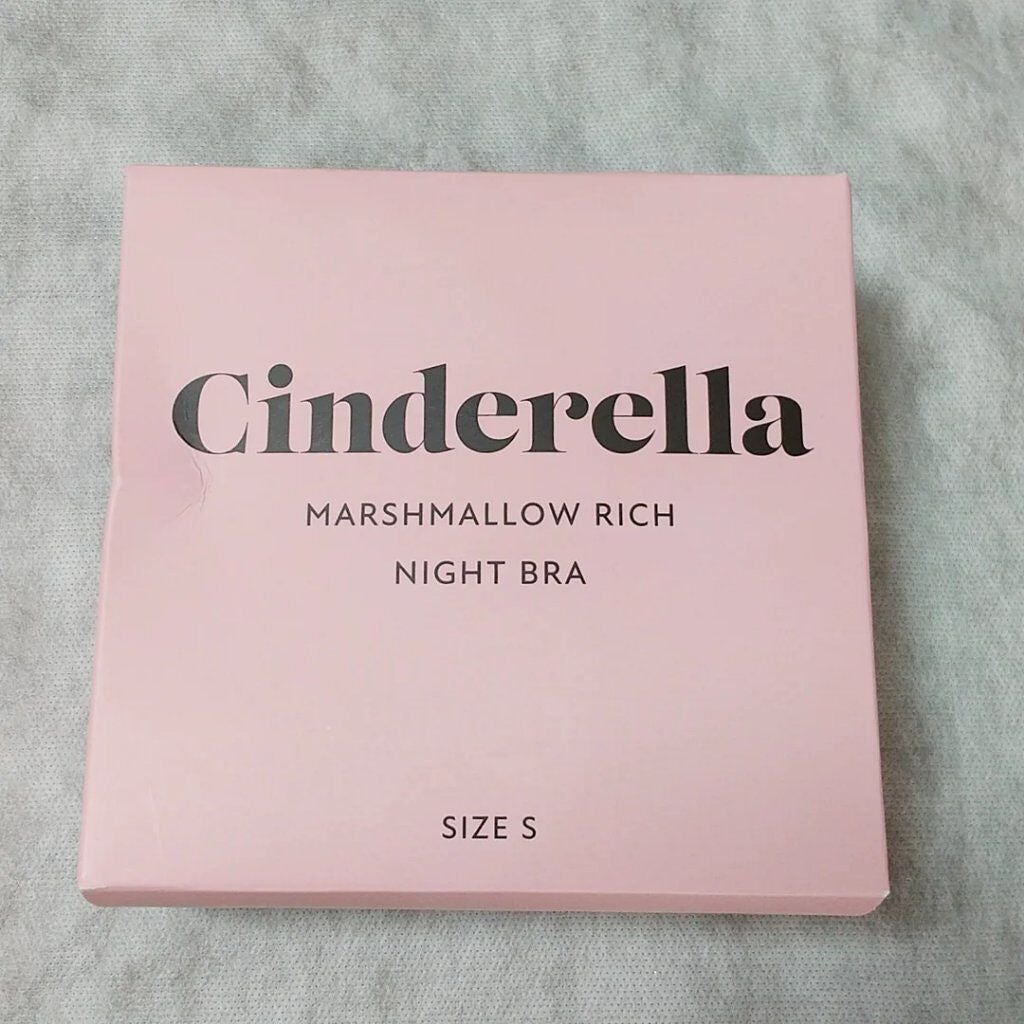 Cinderella
MARSHMALLOW RICH
NIGHT BRA
SIZE S